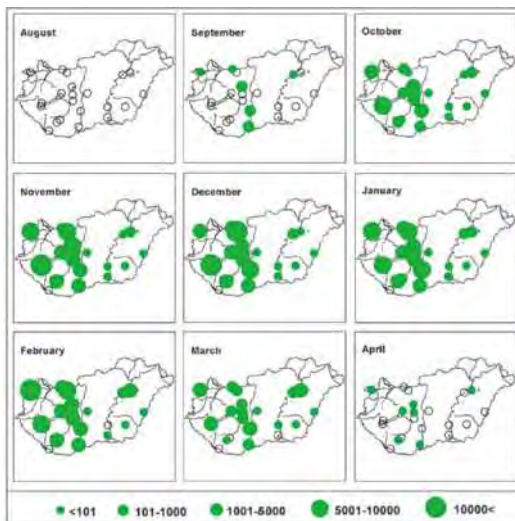 August
September
October
November
December
January
February
March
April
<101
101-1000
1001-5000
5001-10000
10000<